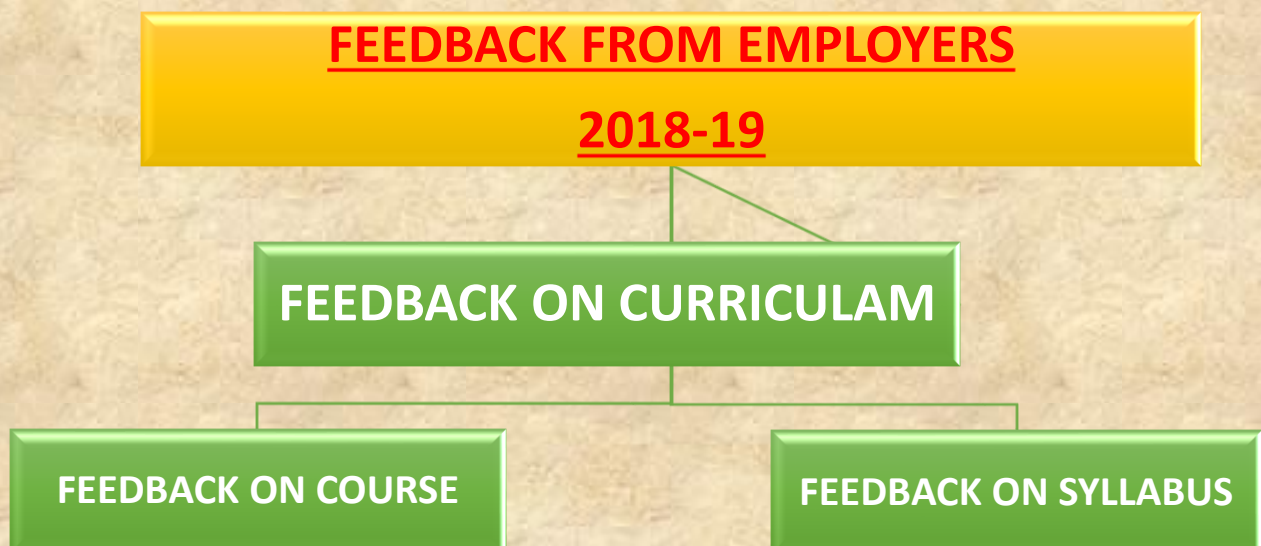 FEEDBACK FROM EMPLOYERS
2018-19
FEEDBACK ON CURRICULAM
FEEDBACK ON COURSE
FEEDBACK ON SYLLABUS